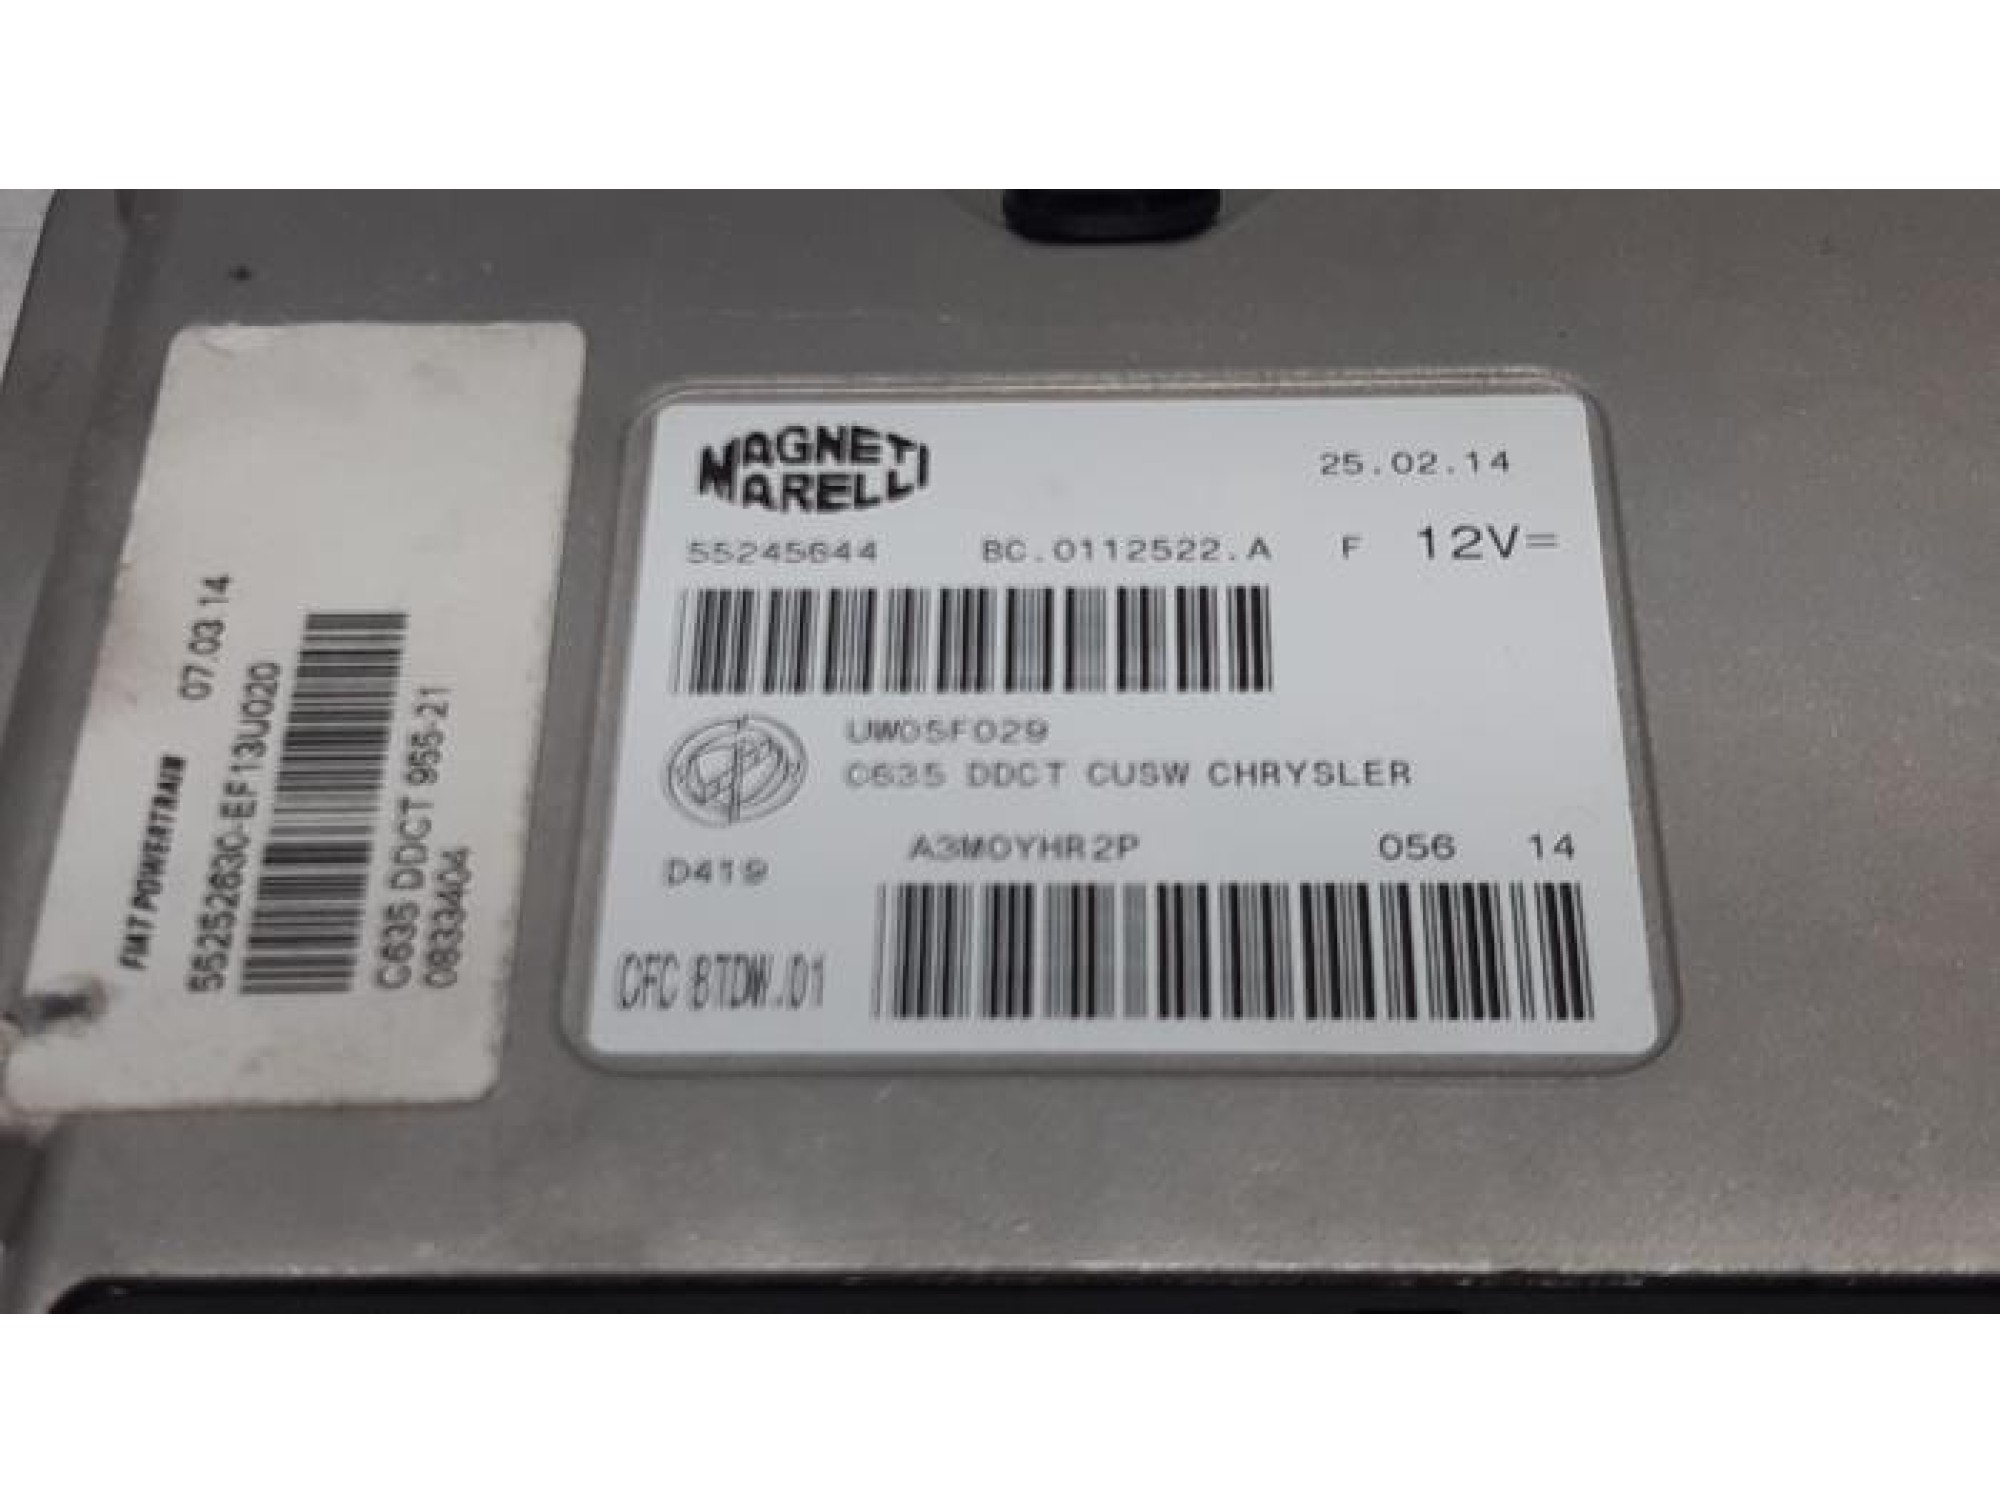 FIAT POWERTRAIN 07.03.14
55252630-EF13U020
C635 DDCT 955-21
0833404
MAGNETI MARELLI
25.02.14
55245644 BC.0112522.A F 12V=
UW05F029
C635 DDCT CUSW CHRYSLER
A3M0YHR2P 056 14
D419
CFC BTDW.01